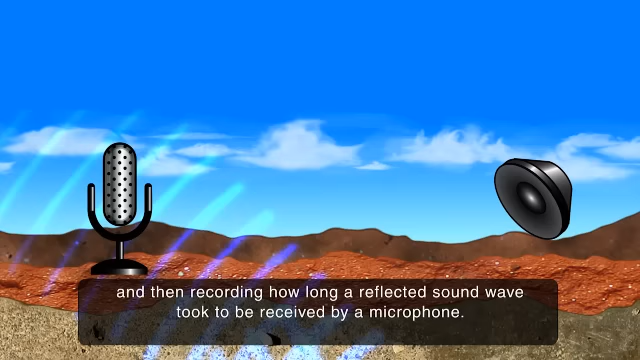 and then recording how long a reflected sound wave
took to be received by a microphone.